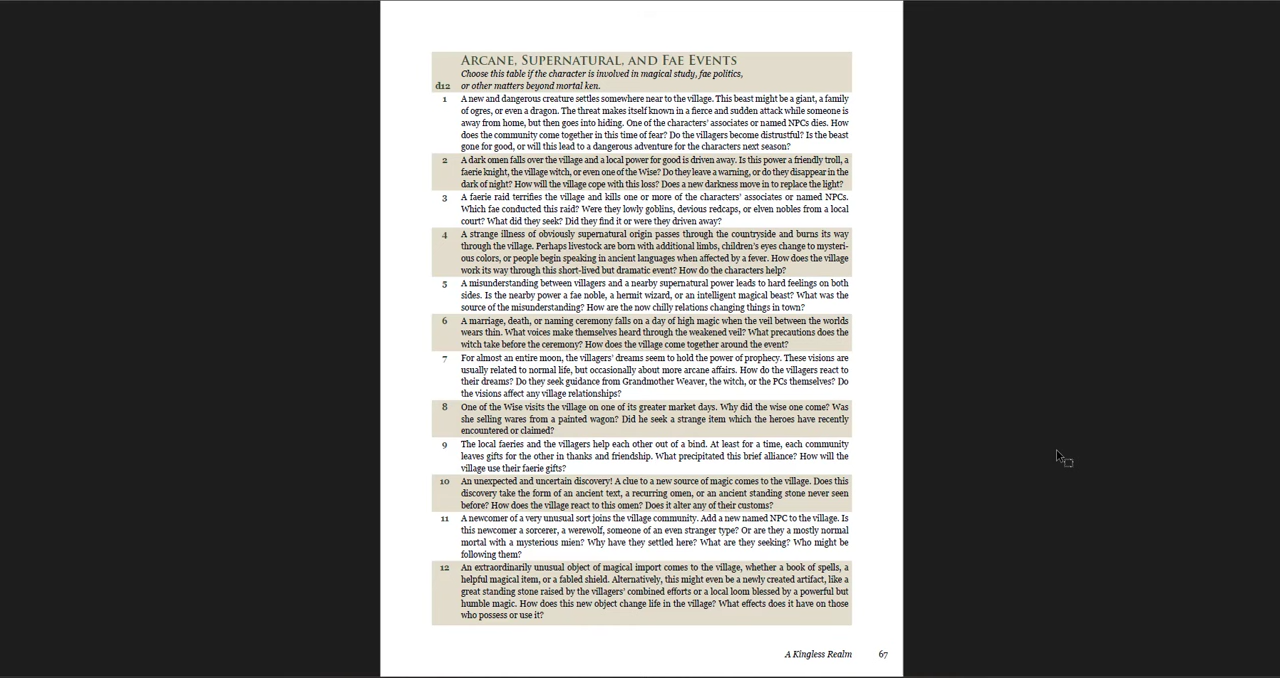 ARCANE, SUPERNATURAL, AND FAE EVENTS
Choose this table if the character is involved in magical study, fae politics,
d12 or other matters beyond mortal ken.
1 A new and dangerous creature settles somewhere near to the village. This beast might be a giant, a family
of ogres, or even a dragon. The threat makes itself known in a fierce and sudden attack while someone is
away from home, but then goes into hiding. One of the characters' associates or named NPCs dies. How
does the community come together in this time of fear? Do the villagers become distrustful? Is the beast
gone for good, or will this lead to a dangerous adventure for the characters next season?
2 A dark omen falls over the village and a local power for good is driven away. Is this power a friendly troll, a
faerie knight, the village witch, or even one of the Wise? Do they leave a warning, or do they disappear in the
dark of night? How will the village cope with this loss? Does a new darkness move in to replace the light?
3 A faerie raid terrifies the village and kills one or more of the characters' associates or named NPCs.
Which fae conducted this raid? Were they lowly goblins, devious redcaps, or elven nobles from a local
court? What did they seek? Did they find it or were they driven away?
4 A strange illness of obviously supernatural origin passes through the countryside and burns its way
through the village. Perhaps livestock are born with additional limbs, children's eyes change to mysteri-
ous colors, or people begin speaking in ancient languages when affected by a fever. How does the village
work its way through this short-lived but dramatic event? How do the characters help?
5 A misunderstanding between villagers and a nearby supernatural power leads to hard feelings on both
sides. Is the nearby power a fae noble, a hermit wizard, or an intelligent magical beast? What was the
source of the misunderstanding? How are the now chilly relations changing things in town?
6 A marriage, death, or naming ceremony falls on a day of high magic when the veil between the worlds
wears thin. What voices make themselves heard through the weakened veil? What precautions does the
witch take before the ceremony? How does the village come together around the event?
7 For almost an entire moon, the villagers' dreams seem to hold the power of prophecy. These visions are
usually related to normal life, but occasionally about more arcane affairs. How do the villagers react to
their dreams? Do they seek guidance from Grandmother Weaver, the witch, or the PCs themselves? Do
the visions affect any village relationships?
8 One of the Wise visits the village on one of its greater market days. Why did the wise one come? Was
she selling wares from a painted wagon? Did he seek a strange item which the heroes have recently
encountered or claimed?
9 The local faeries and the villagers help each other out of a bind. At least for a time, each community
leaves gifts for the other in thanks and friendship. What precipitated this brief alliance? How will the
village use their faerie gifts?
10 An unexpected and uncertain discovery! A clue to a new source of magic comes to the village. Does this
discovery take the form of an ancient text, a recurring omen, or an ancient standing stone never seen
before? How does the village react to this omen? Does it alter any of their customs?
11 A newcomer of a very unusual sort joins the village community. Add a new named NPC to the village. Is
this newcomer a sorcerer, a werewolf, someone of an even stranger type? Or are they a mostly normal
mortal with a mysterious mien? Why have they settled here? What are they seeking? Who might be
following them?
12 An extraordinarily unusual object of magical import comes to the village, whether a book of spells, a
helpful magical item, or a fabled shield. Alternatively, this might even be a newly created artifact, like a
great standing stone raised by the villagers' combined efforts or a local loom blessed by a powerful but
humble magic. How does this new object change life in the village? What effects does it have on those
who possess or use it?
A Kingless Realm 67